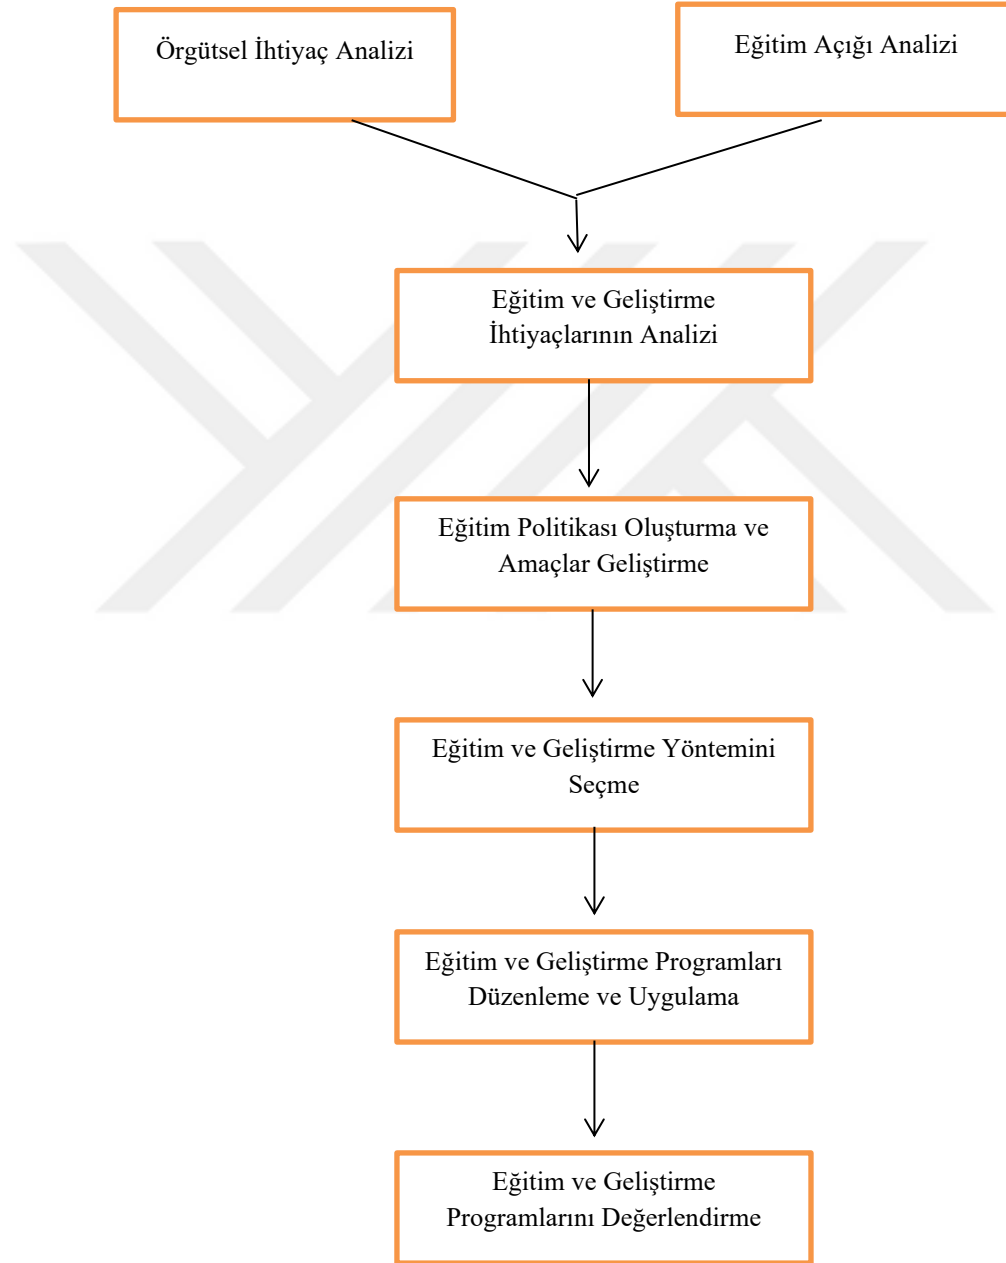 Örgütsel İhtiyaç Analizi
Eğitim Açığı Analizi
Eğitim ve Geliştirme
İhtiyaçlarının Analizi
Eğitim Politikası Oluşturma ve
Amaçlar Geliştirme
Eğitim ve Geliştirme Yöntemini
Seçme
Eğitim ve Geliştirme Programları
Düzenleme ve Uygulama
Eğitim ve Geliştirme
Programlarını Değerlendirme